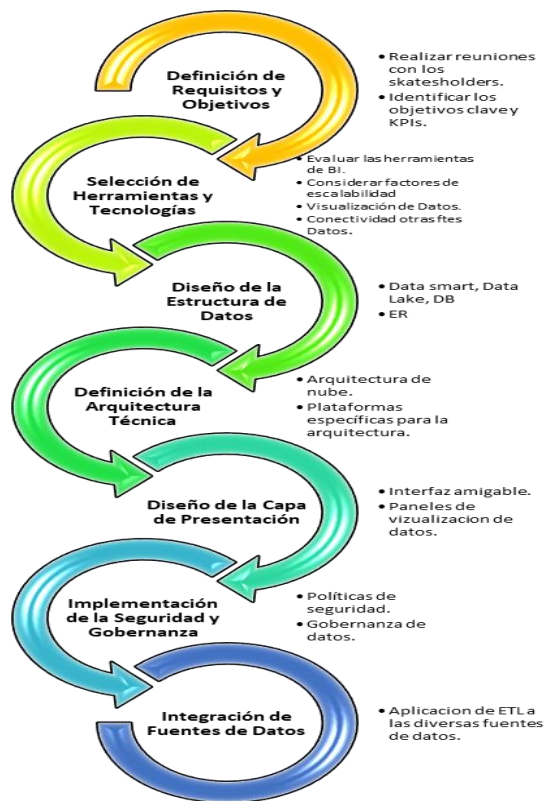 Definición de
Requisitos y
Objetivos
• Realizar reuniones
con los
skatesholders.
• Identificar los
objetivos clave y
KPIs.
Selección de
Herramientas y
Tecnologías
• Evaluar las herramientas
de BI.
• Considerar factores de
escalabilidad
• Visualización de Datos.
• Conectividad otras ftes
Datos.
Diseño de la
Estructura de
Datos
• Data smart, Data
Lake, DB
• ER
Definición de la
Arquitectura
Técnica
• Arquitectura de
nube.
• Plataformas
específicas para la
arquitectura.
Diseño de la Capa
de Presentación
• Interfaz amigable.
• Paneles de
vizualizacion de
datos.
Implementación
de la Seguridad y
Gobernanza
• Políticas de
seguridad.
• Gobernanza de
datos.
Integración de
Fuentes de Datos
• Aplicacion de ETL a
las diversas fuentes
de datos.